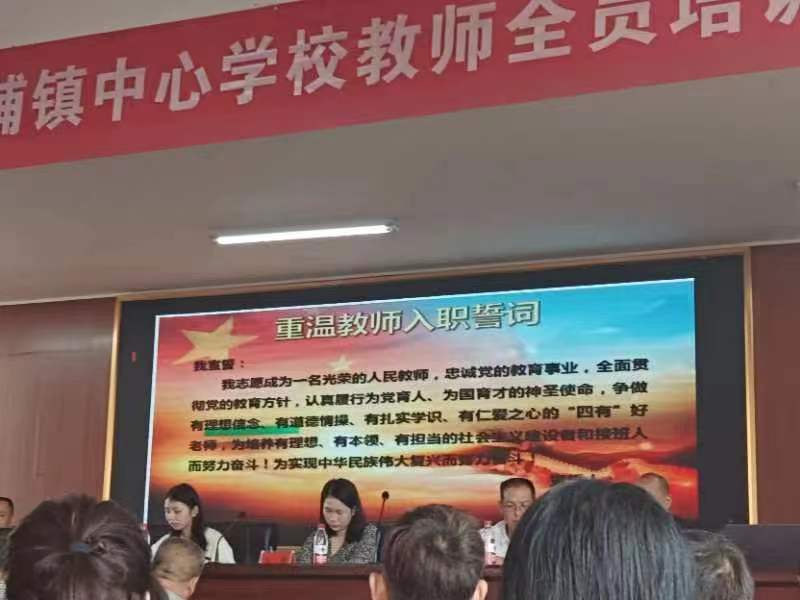 镇中心学校教师全员培训
重温教师入职誓词
我宣誓：
我志愿成为一名光荣的人民教师，忠诚党的教育事业，全面贯
彻党的教育方针，认真履行为党育人、为国育才的神圣使命，争做
有理想信念、有道德情操、有扎实学识、有仁爱之心的“四有”好
老师，为培养有理想、有本领、有担当的社会主义建设者和接班人
而努力奋斗！为实现中华民族伟大复兴而努力奋斗！